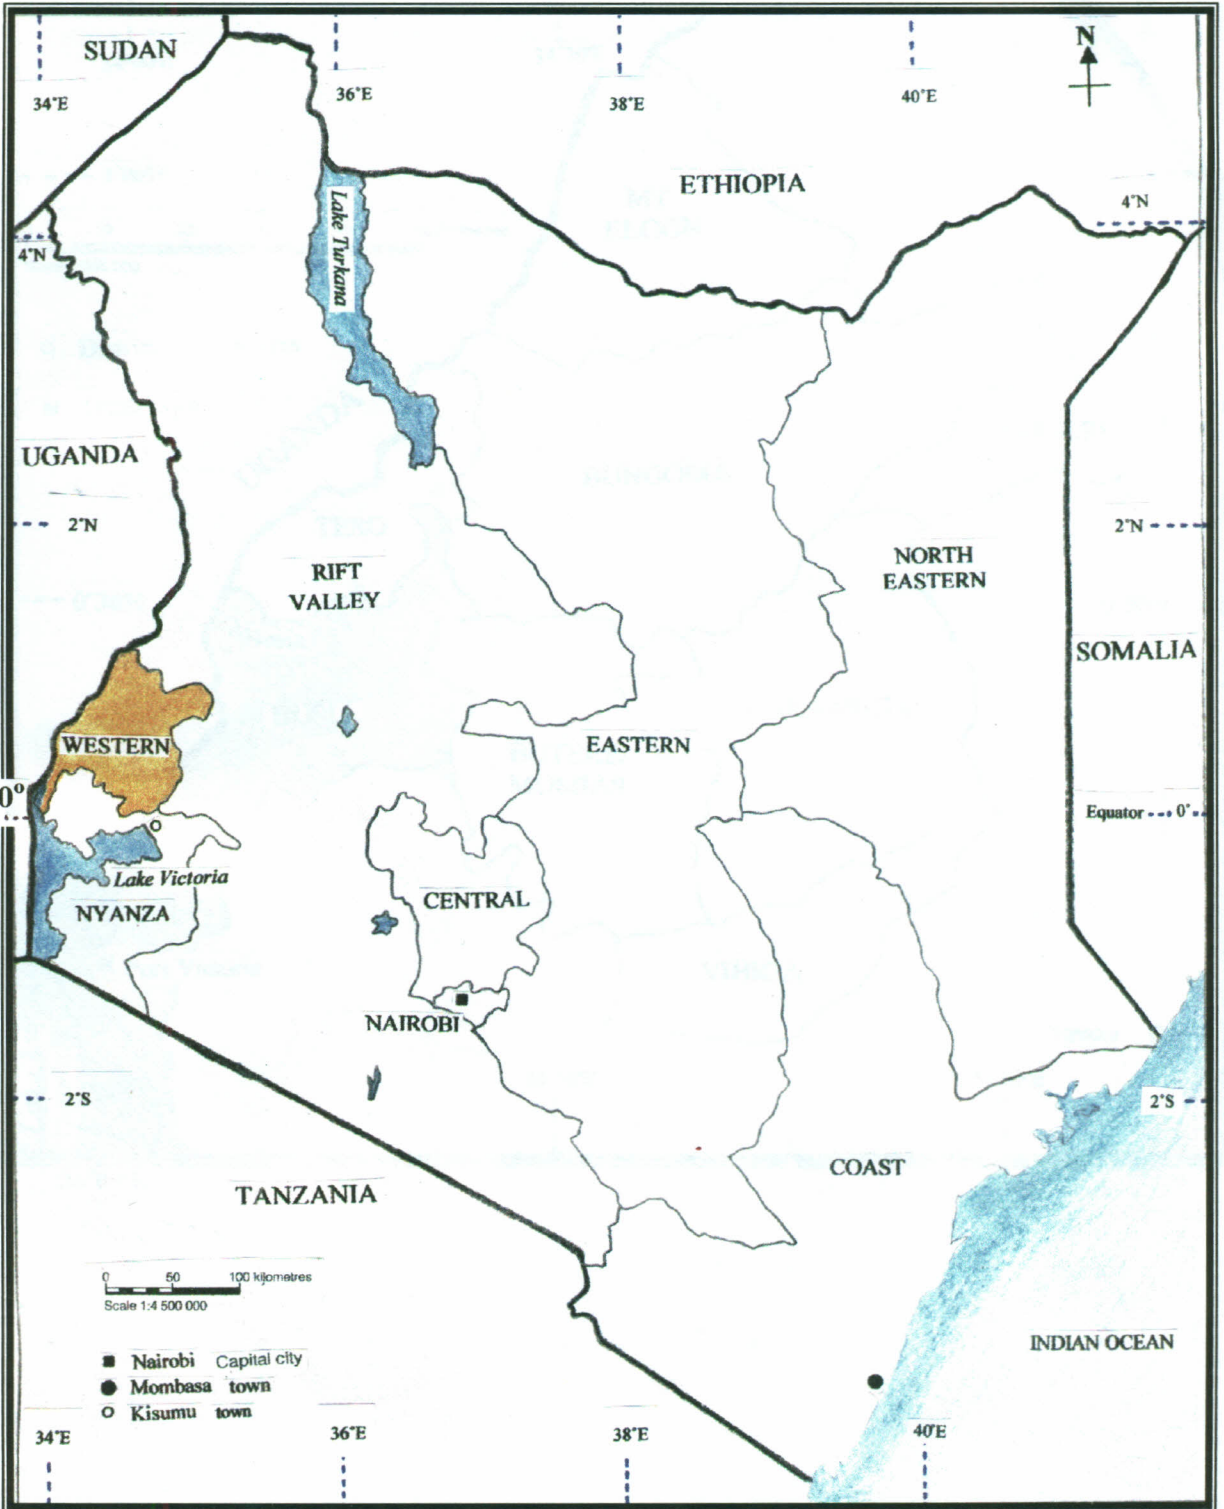 SUDAN
N
34°E
36°E
38°E
40°E
ETHIOPIA
Lake Turkana
4°N
4°N
UGANDA
2°N
2°N
RIFT
VALLEY
NORTH
EASTERN
SOMALIA
WESTERN
EASTERN
0°
Equator
0°
Lake Victoria
NYANZA
CENTRAL
NAIROBI
2°S
2°S
COAST
TANZANIA
0 50 100 kilometres
Scale 1:4 500 000
INDIAN OCEAN
Nairobi Capital city
Mombasa town
Kisumu town
34°E
36°E
38°E
40°E